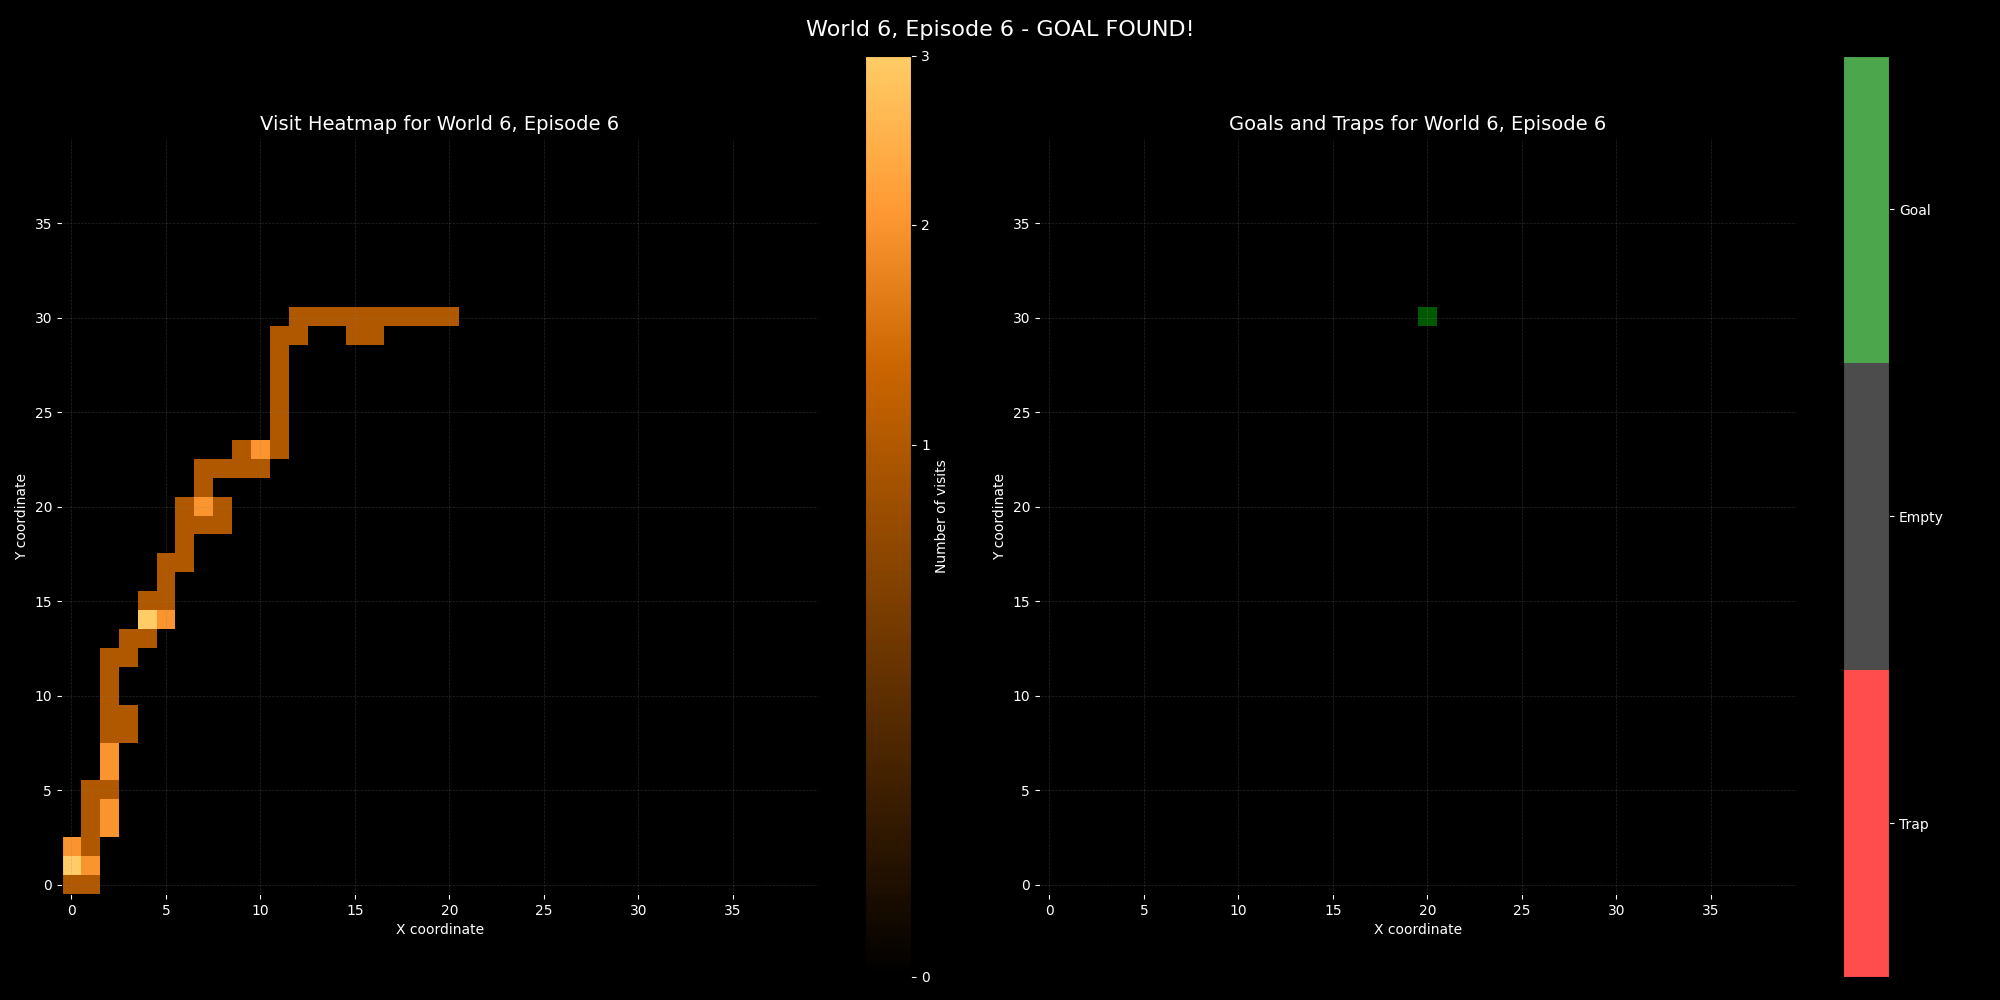 World 6, Episode 6 - GOAL FOUND!
Visit Heatmap for World 6, Episode 6
35
30
25
20
15
10
5
0
Y coordinate
0 5 10 15 20 25 30 35
X coordinate
3
2
1
0
Number of visits
Goals and Traps for World 6, Episode 6
35
30
25
20
15
10
5
0
Y coordinate
0 5 10 15 20 25 30 35
X coordinate
Goal
Empty
Trap